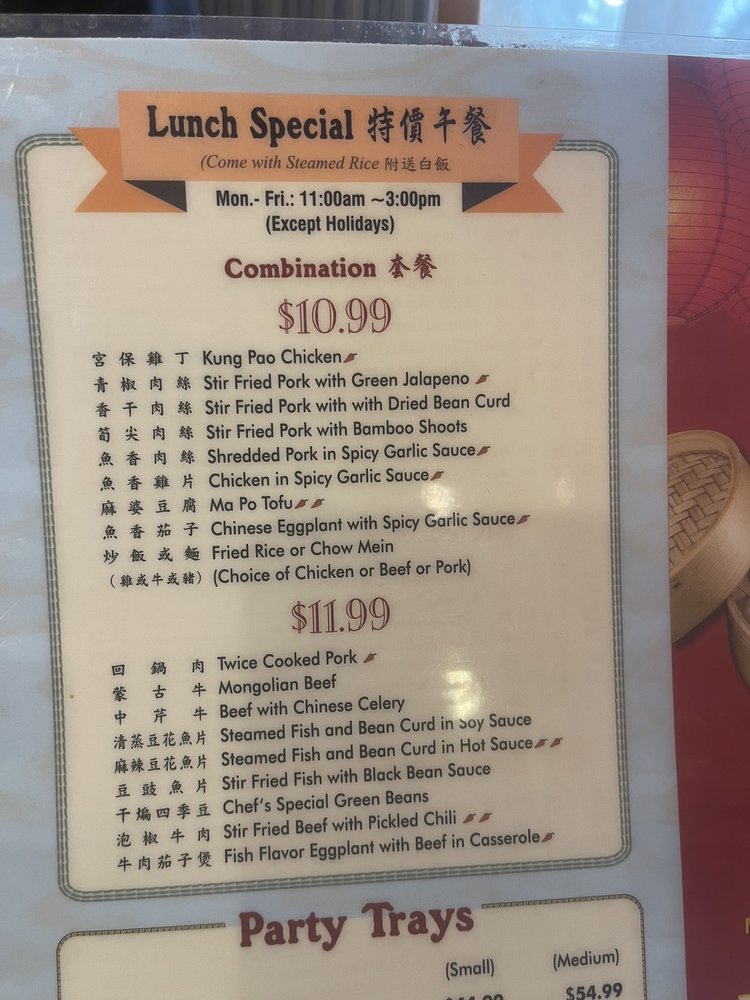 Lunch Special 特價午餐
(Come with Steamed Rice 附送白飯
Mon.- Fri.: 11:00am ~3:00pm
(Except Holidays)
Combination 套餐
$10.99
宮保雞丁 Kung Pao Chicken
青椒肉絲 Stir Fried Pork with Green Jalapeno
香干肉絲 Stir Fried Pork with with Dried Bean Curd
筍尖肉絲 Stir Fried Pork with Bamboo Shoots
魚香肉絲 Shredded Pork in Spicy Garlic Sauce
魚香雞片 Chicken in Spicy Garlic Sauce
麻婆豆腐 Ma Po Tofu
魚香茄子 Chinese Eggplant with Spicy Garlic Sauce
炒飯或麵 Fried Rice or Chow Mein
(雞或牛或豬) (Choice of Chicken or Beef or Pork)
$11.99
回鍋肉 Twice Cooked Pork
蒙古牛 Mongolian Beef
中芹牛 Beef with Chinese Celery
清蒸豆花魚片 Steamed Fish and Bean Curd in Soy Sauce
麻辣豆花魚片 Steamed Fish and Bean Curd in Hot Sauce
豆豉魚片 Stir Fried Fish with Black Bean Sauce
干煸四季豆 Chef's Special Green Beans
泡椒牛肉 Stir Fried Beef with Pickled Chili
牛肉茄子煲 Fish Flavor Eggplant with Beef in Casserole
Party Trays
(Small) (Medium)
$54.99